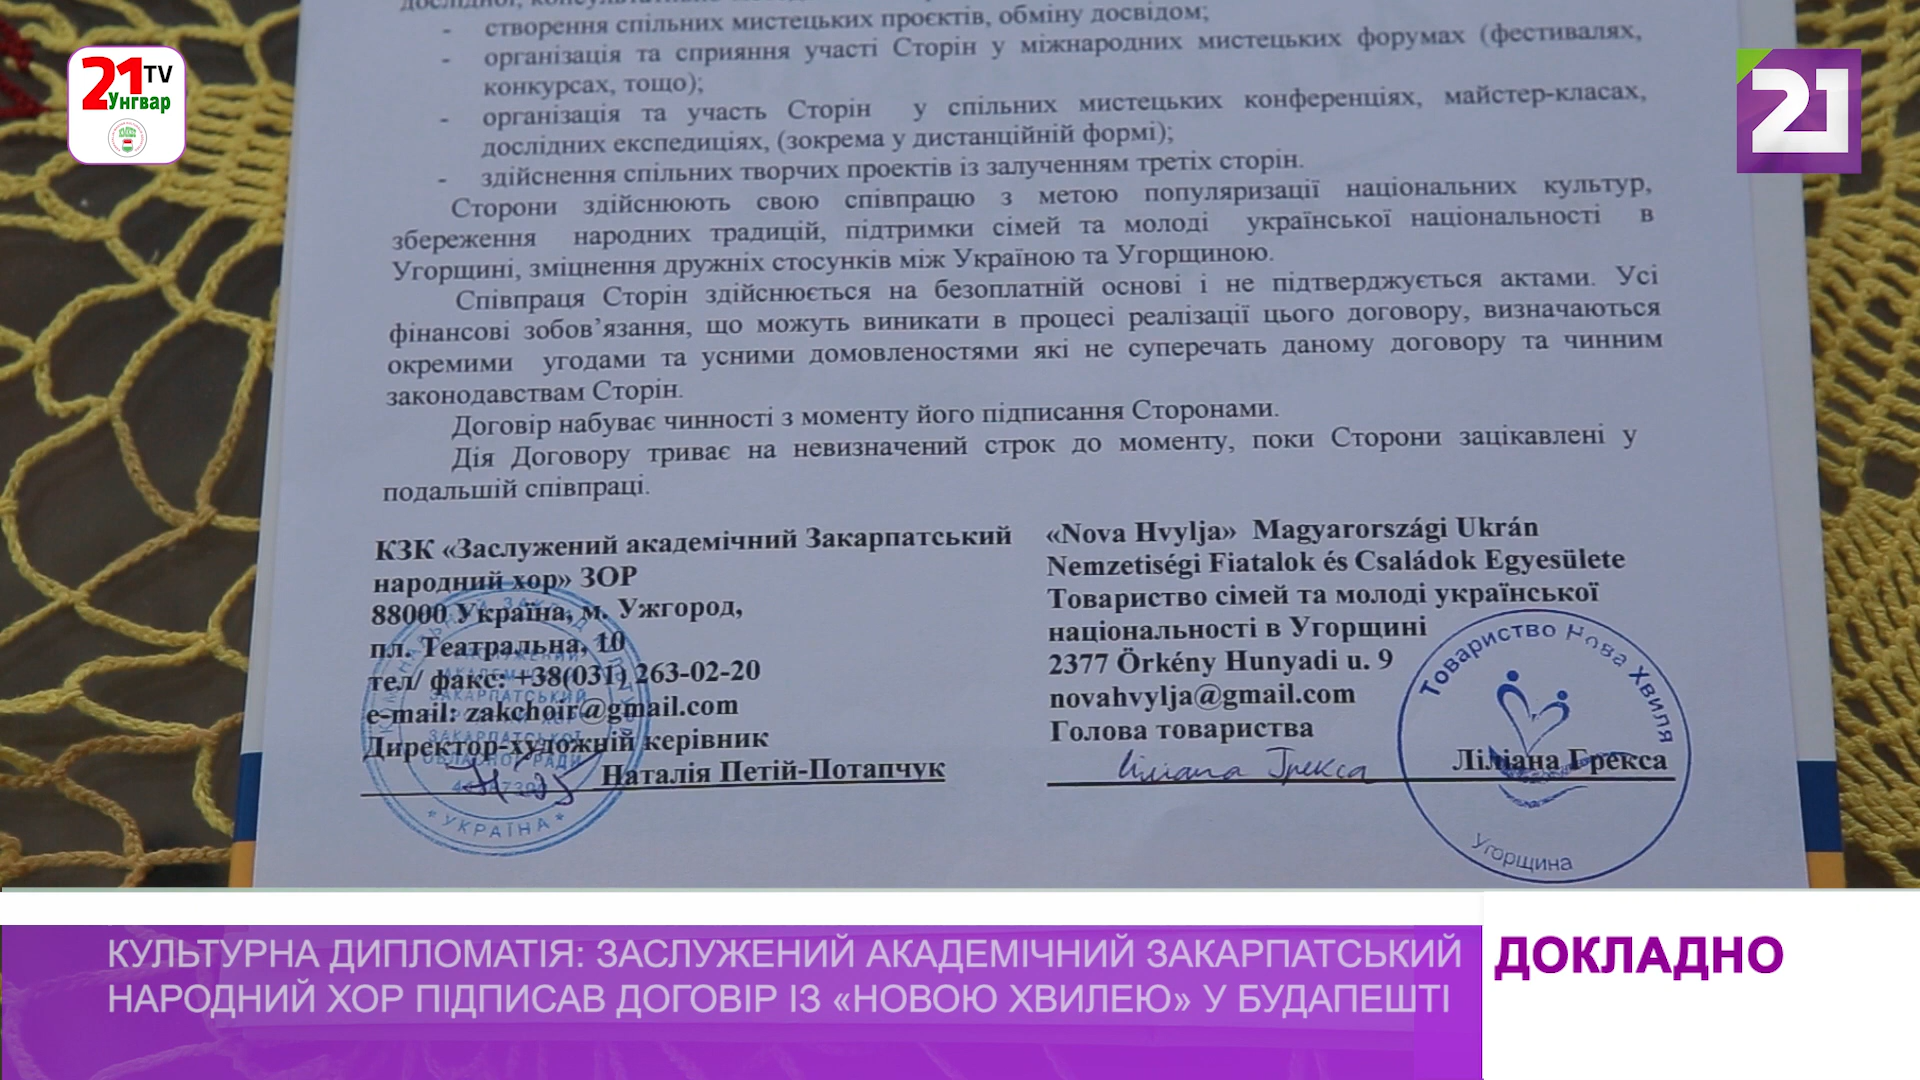 створення спільних мистецьких проєктів, обміну досвідом;
- організація та сприяння участі Сторін у міжнародних мистецьких форумах (фестивалях,
конкурсах, тощо);
- організація та участь Сторін у спільних мистецьких конференціях, майстер-класах,
дослідних експедиціях, (зокрема у дистанційній формі);
- здійснення спільних творчих проектів із залученням третіх сторін.
Сторони здійснюють свою співпрацю з метою популяризації національних культур,
збереження народних традицій, підтримки сімей та молоді української національності в
Угорщині, зміцнення дружніх стосунків між Україною та Угорщиною.
Співпраця Сторін здійснюється на безоплатній основі і не підтверджується актами. Усі
фінансові зобов’язання, що можуть виникати в процесі реалізації цього договору, визначаються
окремими угодами та усними домовленостями які не суперечать даному договору та чинним
законодавствам Сторін.
Договір набуває чинності з моменту його підписання Сторонами.
Дія Договору триває на невизначений строк до моменту, поки Сторони зацікавлені у
подальшій співпраці.
КЗК «Заслужений академічний Закарпатський
народний хор» ЗОР
88000 Україна, м. Ужгород,
пл. Театральна, 10
тел/ факс: +38(031) 263-02-20
e-mail: zakchoir@gmail.com
Директор-художній керівник
Наталія Петій-Потапчук
УКРАЇНА
«Nova Hvylja» Magyarországi Ukrán
Nemzetiségi Fiatalok és Családok Egyesülete
Товариство сімей та молоді української
національності в Угорщині
2377 Örkény Hunyadi u. 9
novahvylja@gmail.com
Голова товариства
Ліліана Грекса
Ліліана Грекса
Товариство Нова Хвиля
Угорщина
21 TV
Унгвар
21
КУЛЬТУРНА ДИПЛОМАТІЯ: ЗАСЛУЖЕНИЙ АКАДЕМІЧНИЙ ЗАКАРПАТСЬКИЙ
НАРОДНИЙ ХОР ПІДПИСАВ ДОГОВІР ІЗ «НОВОЮ ХВИЛЕЮ» У БУДАПЕШТІ
ДОКЛАДНО